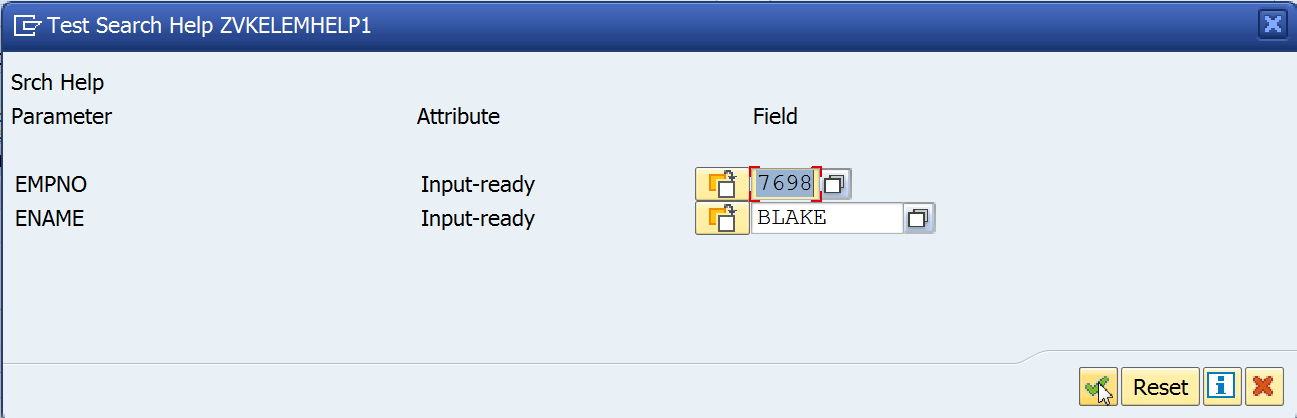 Test Search Help ZVKELEMHELP1
Srch Help
Parameter Attribute Field
EMPNO Input-ready 7698
ENAME Input-ready BLAKE
Reset